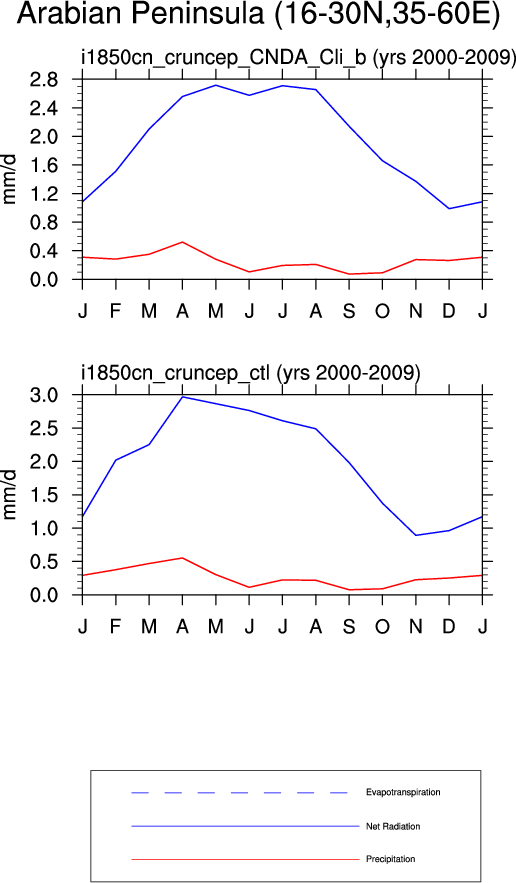 Arabian Peninsula (16-30N,35-60E)
i1850cn_cruncep_CNDA_Cli_b (yrs 2000-2009)
mm/d
2.8
2.4
2.0
1.6
1.2
0.8
0.4
0.0
J F M A M J J A S O N D J
i1850cn_cruncep_ctl (yrs 2000-2009)
mm/d
3.0
2.5
2.0
1.5
1.0
0.5
0.0
J F M A M J J A S O N D J
Evapotranspiration
Net Radiation
Precipitation